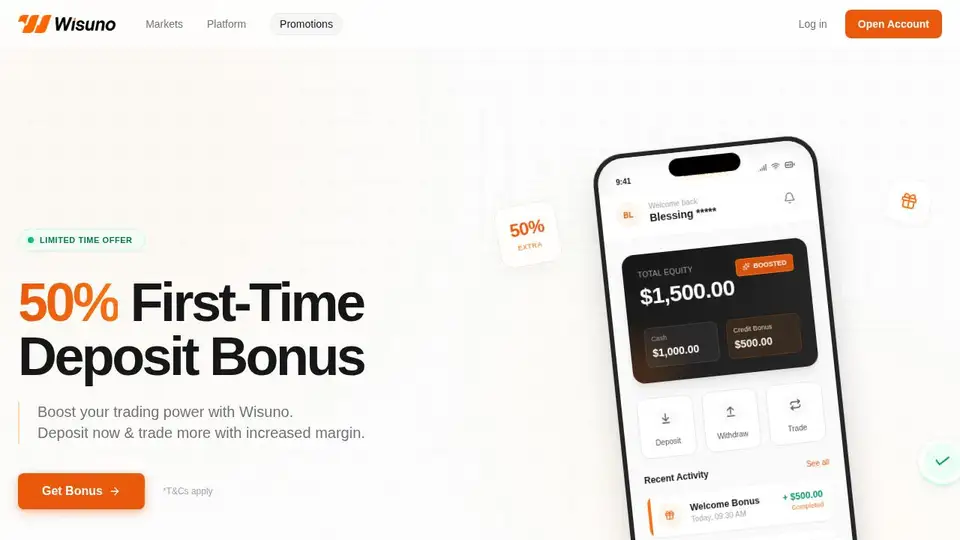 Wisuno
Markets
Platform
Promotions
Log in
Open Account
LIMITED TIME OFFER
50% First-Time
Deposit Bonus
Boost your trading power with Wisuno.
Deposit now & trade more with increased margin.
Get Bonus
*T&Cs apply
50%
EXTRA
9:41
BL
Welcome back
Blessing *****
TOTAL EQUITY
BOOSTED
$1,500.00
Cash
$1,000.00
Credit Bonus
$500.00
Deposit
Withdraw
Trade
Recent Activity
See all
Welcome Bonus
Today, 09:30 AM
+ $500.00
Completed